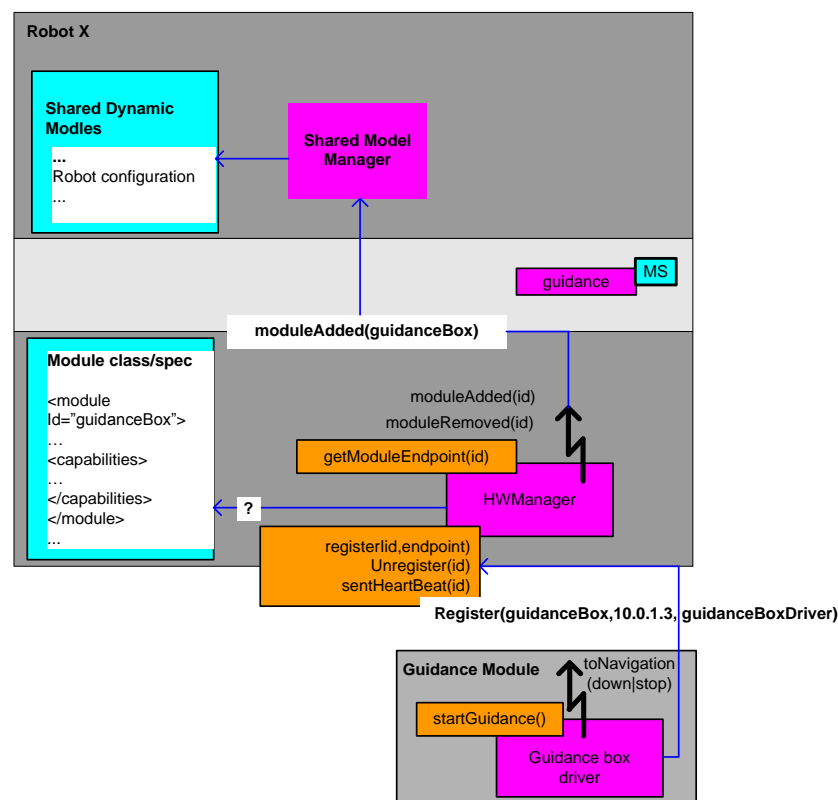 Robot X
Shared Dynamic
Modles
...
Robot configuration
...
Shared Model
Manager
MS
guidance
moduleAdded(guidanceBox)
Module class/spec
<module
Id=”guidanceBox”>
…
<capabilities>
…
</capabilities>
</module>
...
moduleAdded(id)
moduleRemoved(id)
getModuleEndpoint(id)
HWManager
?
registerIid,endpoint)
Unregister(id)
sentHeartBeat(id)
Register(guidanceBox,10.0.1.3, guidanceBoxDriver)
Guidance Module
toNavigation
(down|stop)
startGuidance()
Guidance box
driver